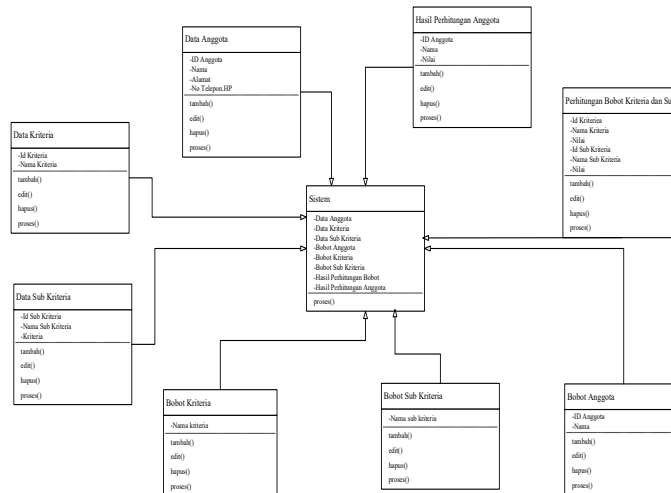 Data Anggota
-ID Anggota
-Nama
-Alamat
-No Telepon.HP
tambah()
edit()
hapus()
proses()
Hasil Perhitungan Anggota
-ID Anggota
-Nama
-Nilai
tambah()
edit()
hapus()
proses()
Perhitungan Bobot Kriteria dan Su
-Id Kriteriea
-Nama Kriteria
-Nilai
-Id Sub Kriteria
-Nama Sub Kriteria
-Nilai
tambah()
edit()
hapus()
proses()
Data Kriteria
-Id Kriteria
-Nama Kriteria
tambah()
edit()
hapus()
proses()
Sistem
-Data Anggota
-Data Kriteria
-Data Sub Kriteria
-Bobot Anggota
-Bobot Kriteria
-Bobot Sub Kriteria
-Hasil Perhitungan Bobot
-Hasil Perhitungan Anggota
proses()
Data Sub Kriteria
-Id Sub Kriteria
-Nama Sub Kriteria
-Kriteria
tambah()
edit()
hapus()
proses()
Bobot Kriteria
-Nama kriteria
tambah()
edit()
hapus()
proses()
Bobot Sub Kriteria
-Nama sub kriteria
tambah()
edit()
hapus()
proses()
Bobot Anggota
-ID Anggota
-Nama
tambah()
edit()
hapus()
proses()